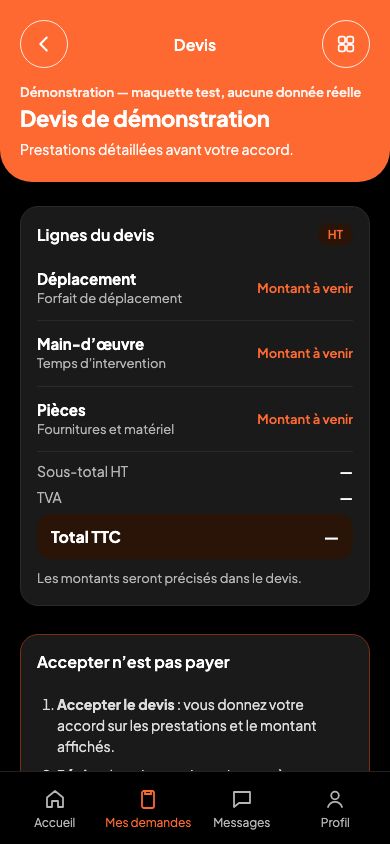 Devis
Démonstration — maquette test, aucune donnée réelle
Devis de démonstration
Prestations détaillées avant votre accord.
Lignes du devis
HT
Déplacement
Forfait de déplacement
Montant à venir
Main-d’œuvre
Temps d’intervention
Montant à venir
Pièces
Fournitures et matériel
Montant à venir
Sous-total HT —
TVA —
Total TTC —
Les montants seront précisés dans le devis.
Accepter n’est pas payer
1. Accepter le devis : vous donnez votre
accord sur les prestations et le montant
affichés.
Accueil
Mes demandes
Messages
Profil